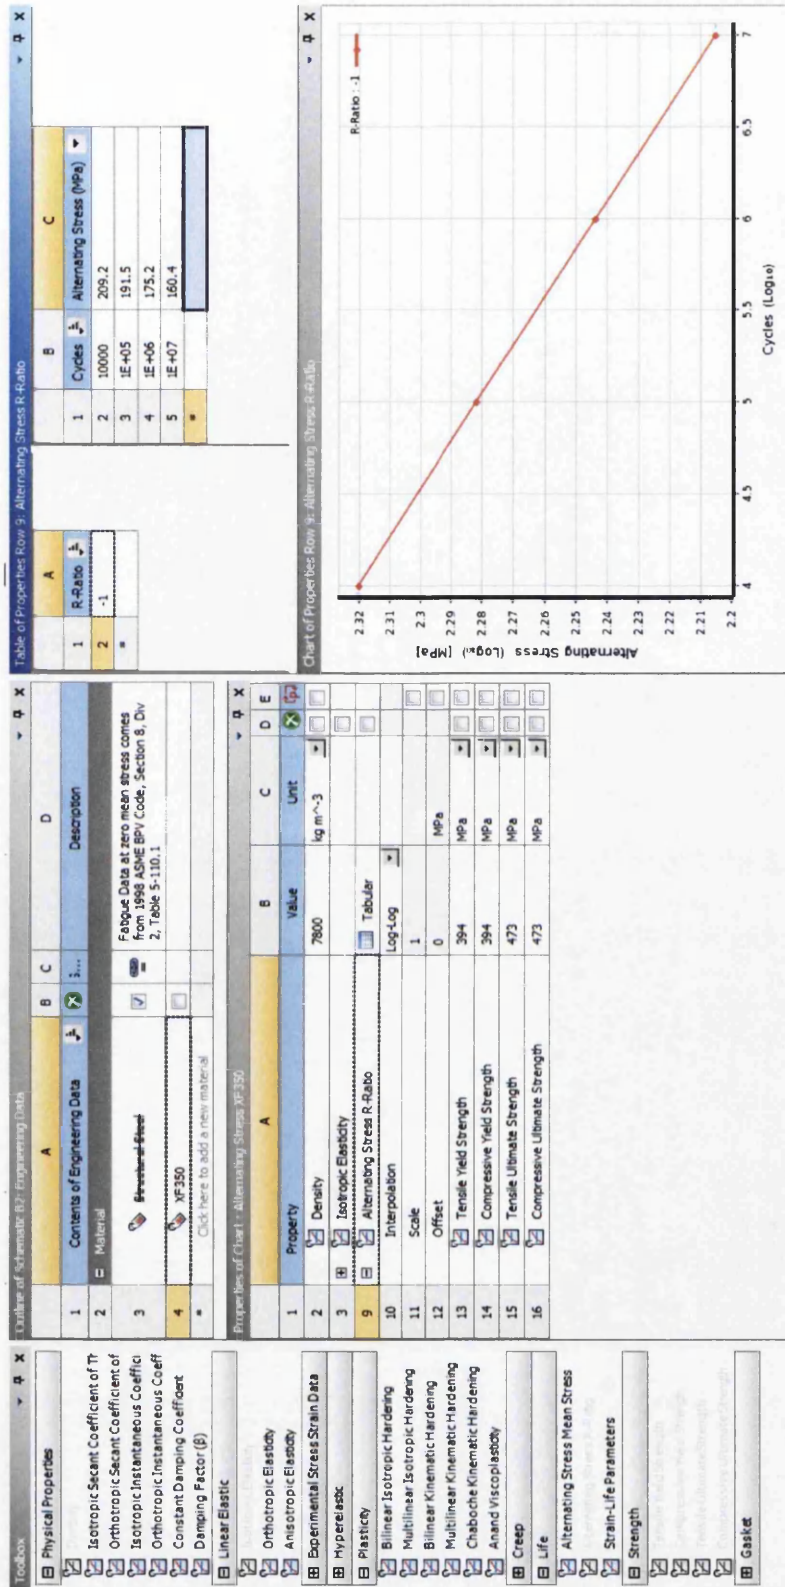 Toolbox
Physical Properties
Isotropic Secant Coefficient of Th
Orthotropic Secant Coefficient of
Isotropic Instantaneous Coeffici
Orthotropic Instantaneous Coeff
Constant Damping Coefficient
Damping Factor (β)
Linear Elastic
Orthotropic Elasticity
Anisotropic Elasticity
Experimental Stress Strain Data
Hyperelastic
Plasticity
Bilinear Isotropic Hardening
Multilinear Isotropic Hardening
Bilinear Kinematic Hardening
Multilinear Kinematic Hardening
Chaboche Kinematic Hardening
Anand Viscoplasticity
Creep
Life
Alternating Stress Mean Stress
Strain-Life Parameters
Strength
Gasket
Outline of Schematic B2: Engineering Data
A B C D
1 Contents of Engineering Data 5... Description
2 Material
3 Structural Steel Fatigue Data at zero mean stress comes
from 1998 ASME BPV Code, Section 8, Div
2, Table 5-110.1
4 XF350
* Click here to add a new material
Properties of Chart : Alternating Stress XF350
A B C D E
1 Property Value Unit
2 Density 7800 kg m^-3
3 Isotropic Elasticity
9 Alternating Stress R-Ratio Tabular
10 Interpolation Log-Log
11 Scale 1
12 Offset 0 MPa
13 Tensile Yield Strength 394 MPa
14 Compressive Yield Strength 394 MPa
15 Tensile Ultimate Strength 473 MPa
16 Compressive Ultimate Strength 473 MPa
Table of Properties Row 9: Alternating Stress R-Ratio
A
1 R-Ratio
2 -1
*
B C
1 Cycles Alternating Stress (MPa)
2 10000 209.2
3 1E+05 191.5
4 1E+06 175.2
5 1E+07 160.4
*
Chart of Properties Row 9: Alternating Stress R-Ratio
R-Ratio : -1
Alternating Stress (Log₁₀) [MPa]
2.32
2.31
2.3
2.29
2.28
2.27
2.26
2.25
2.24
2.23
2.22
2.21
2.2
4 4.5 5 5.5 6 6.5 7
Cycles (Log₁₀)